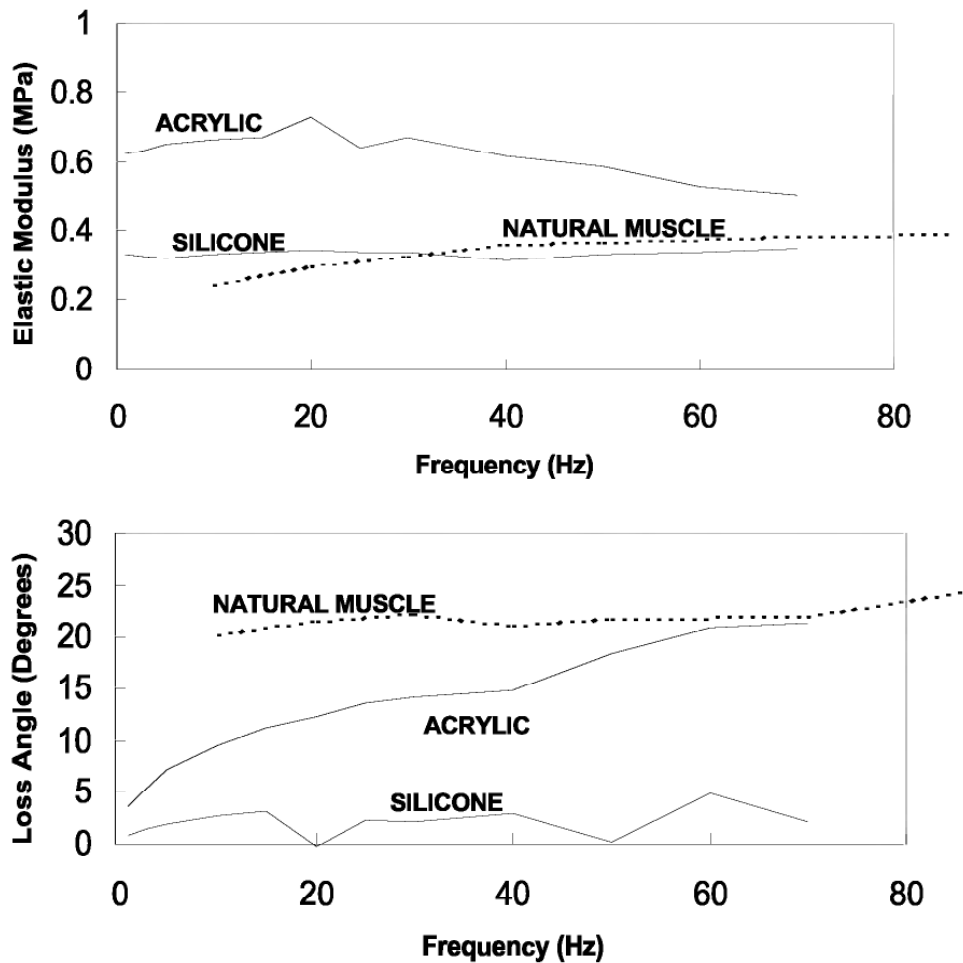 1
0.8
0.6
0.4
0.2
0
Elastic Modulus (MPa)
ACRYLIC
NATURAL MUSCLE
SILICONE
0 20 40 60 80
Frequency (Hz)
30
25
20
15
10
5
0
Loss Angle (Degrees)
NATURAL MUSCLE
ACRYLIC
SILICONE
0 20 40 60 80
Frequency (Hz)